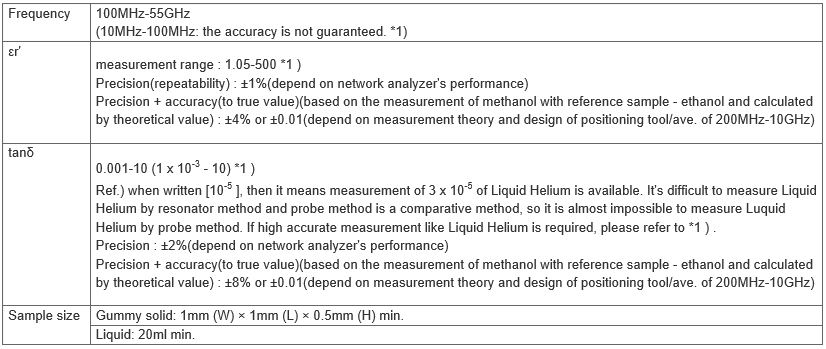 Frequency
100MHz-55GHz
(10MHz-100MHz: the accuracy is not guaranteed. *1)
εr'
measurement range : 1.05-500 *1 )
Precision(repeatability) : ±1%(depend on network analyzer's performance)
Precision + accuracy(to true value)(based on the measurement of methanol with reference sample - ethanol and calculated
by theoretical value) : ±4% or ±0.01(depend on measurement theory and design of positioning tool/ave. of 200MHz-10GHz)
tanδ
0.001-10 (1 x 10⁻³ - 10) *1 )
Ref.) when written [10⁻⁵ ], then it means measurement of 3 x 10⁻⁵ of Liquid Helium is available. It's difficult to measure Liquid
Helium by resonator method and probe method is a comparative method, so it is almost impossible to measure Luquid
Helium by probe method. If high accurate measurement like Liquid Helium is required, please refer to *1 ) .
Precision : ±2%(depend on network analyzer's performance)
Precision + accuracy(to true value)(based on the measurement of methanol with reference sample - ethanol and calculated
by theoretical value) : ±8% or ±0.01(depend on measurement theory and design of positioning tool/ave. of 200MHz-10GHz)
Sample size
Gummy solid: 1mm (W) × 1mm (L) × 0.5mm (H) min.
Liquid: 20ml min.